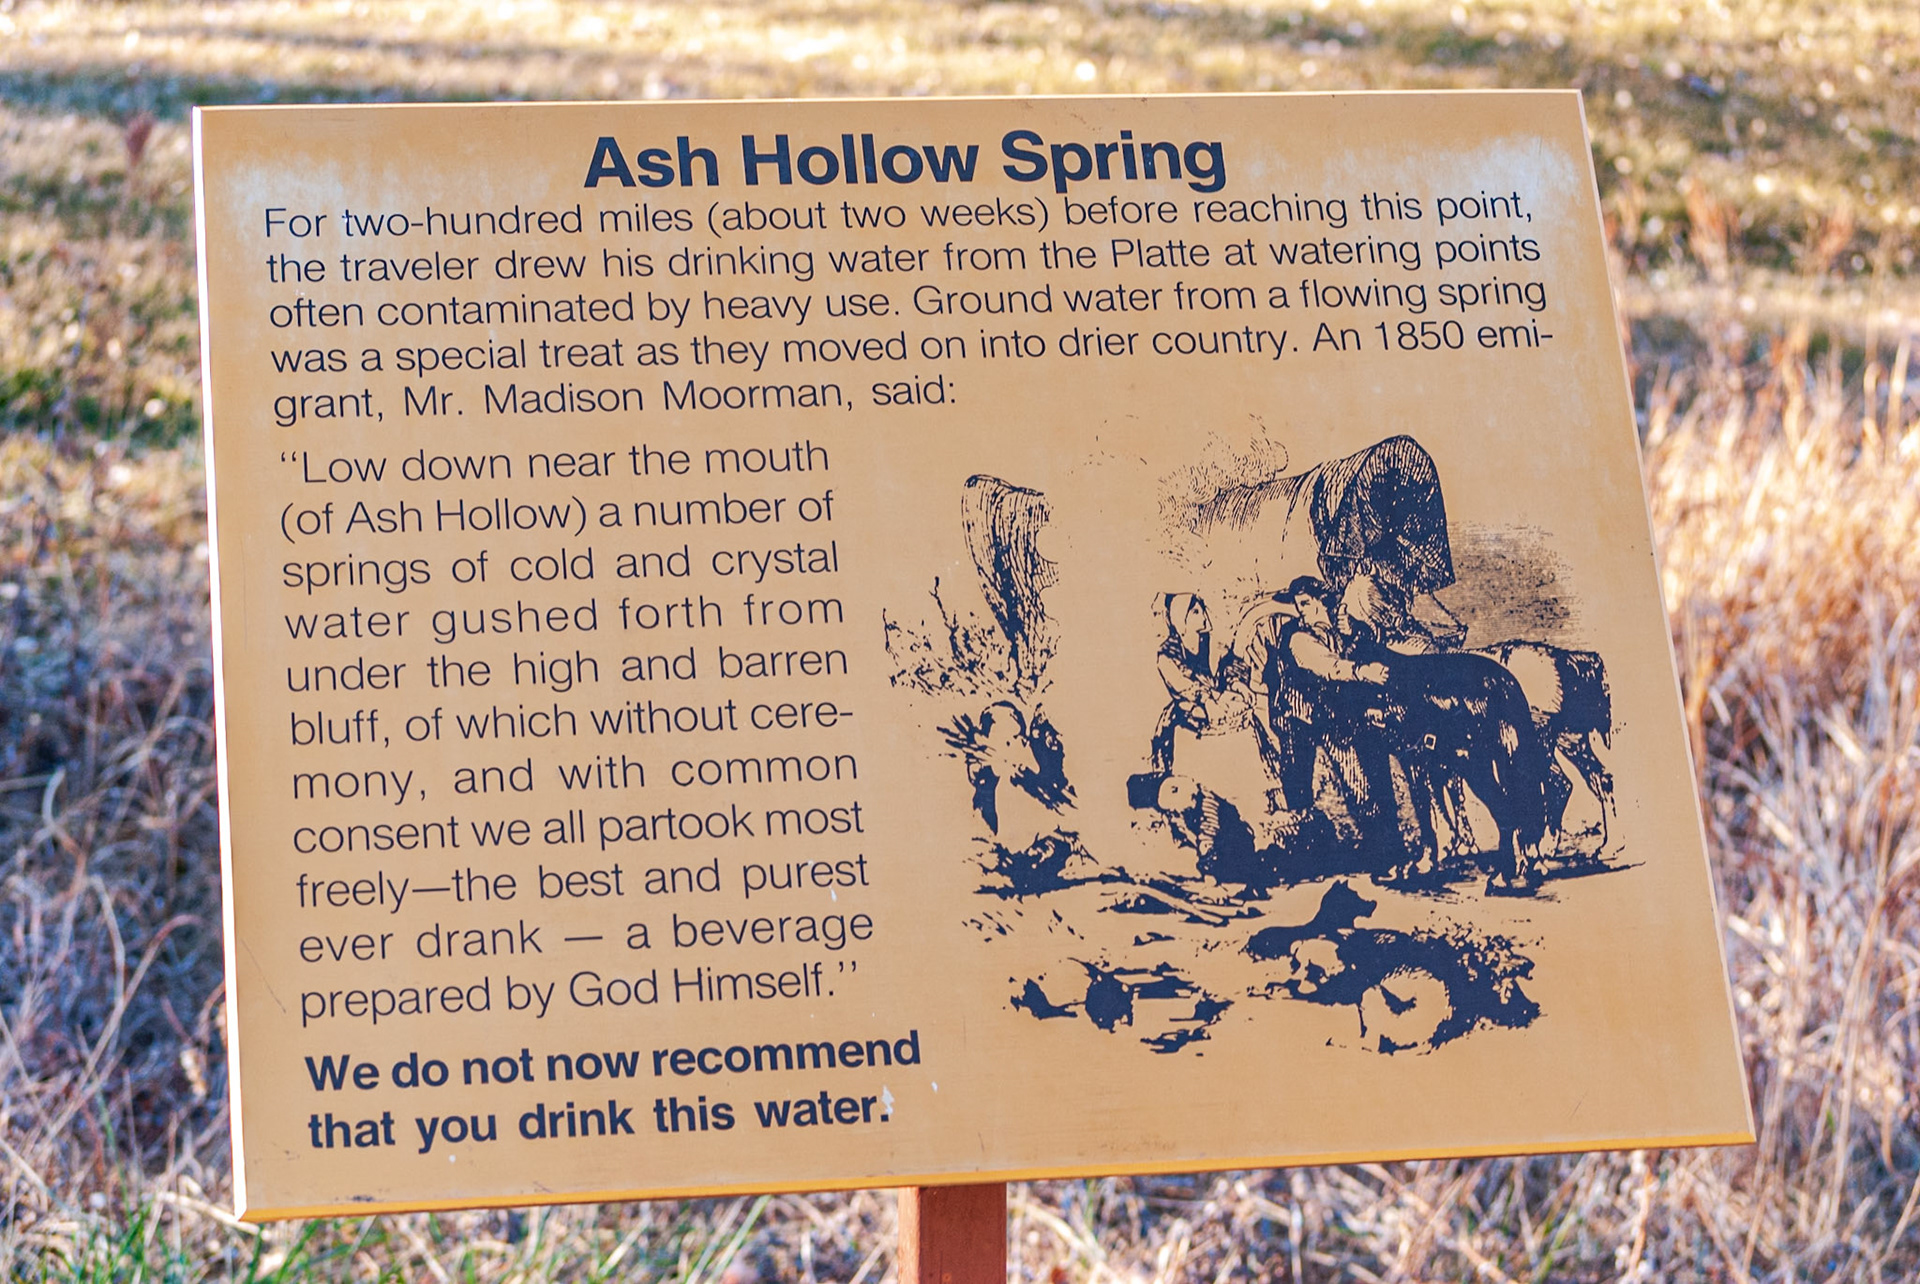 Ash Hollow Spring
For two-hundred miles (about two weeks) before reaching this point,
the traveler drew his drinking water from the Platte at watering points
often contaminated by heavy use. Ground water from a flowing spring
was a special treat as they moved on into drier country. An 1850 emi-
grant, Mr. Madison Moorman, said:
“Low down near the mouth
(of Ash Hollow) a number of
springs of cold and crystal
water gushed forth from
under the high and barren
bluff, of which without cere-
mony, and with common
consent we all partook most
freely—the best and purest
ever drank — a beverage
prepared by God Himself.”
We do not now recommend
that you drink this water.